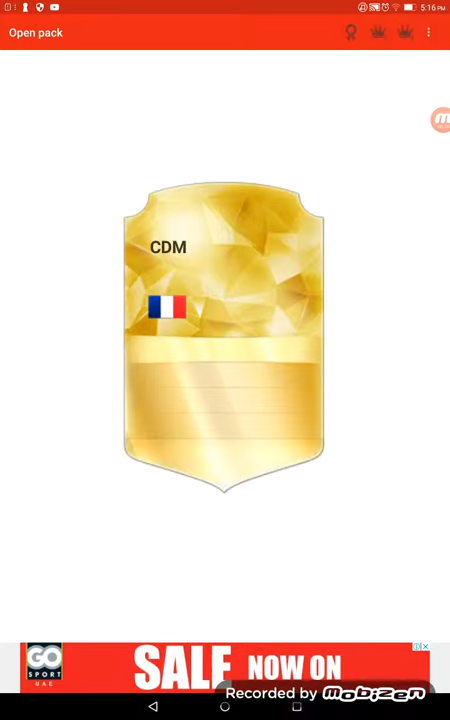 5:16 PM
Open pack
CDM
GO
SPORT
UAE
SALE NOW ON
Recorded by mobizen